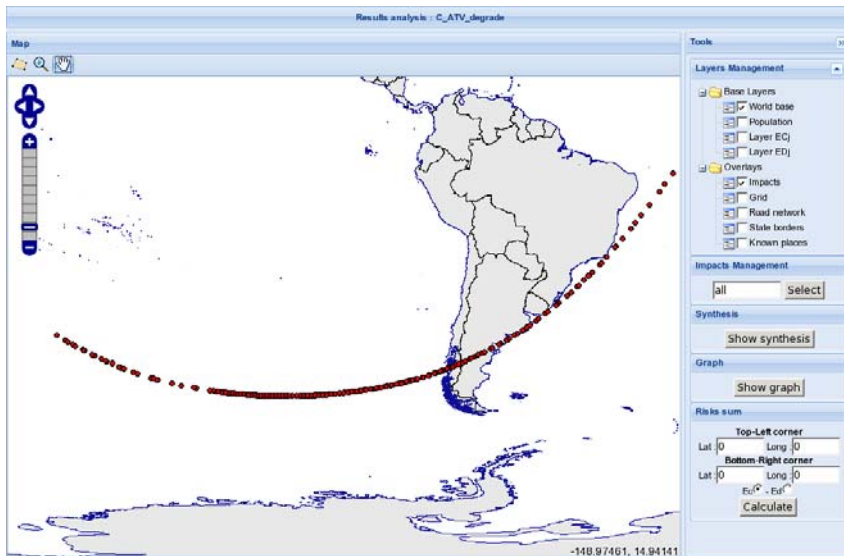 Results analysis : C_ATV_degrade
Map
Tools
Layers Management
Base Layers
World base
Population
Layer ECj
Layer EDj
Overlays
Impacts
Grid
Road network
State borders
Known places
Impacts Management
all Select
Synthesis
Show synthesis
Graph
Show graph
Risks sum
Top-Left corner
Lat : 0 Long : 0
Bottom-Right corner
Lat : 0 Long : 0
Ec - Ed
Calculate
-148.97461, 14.94141